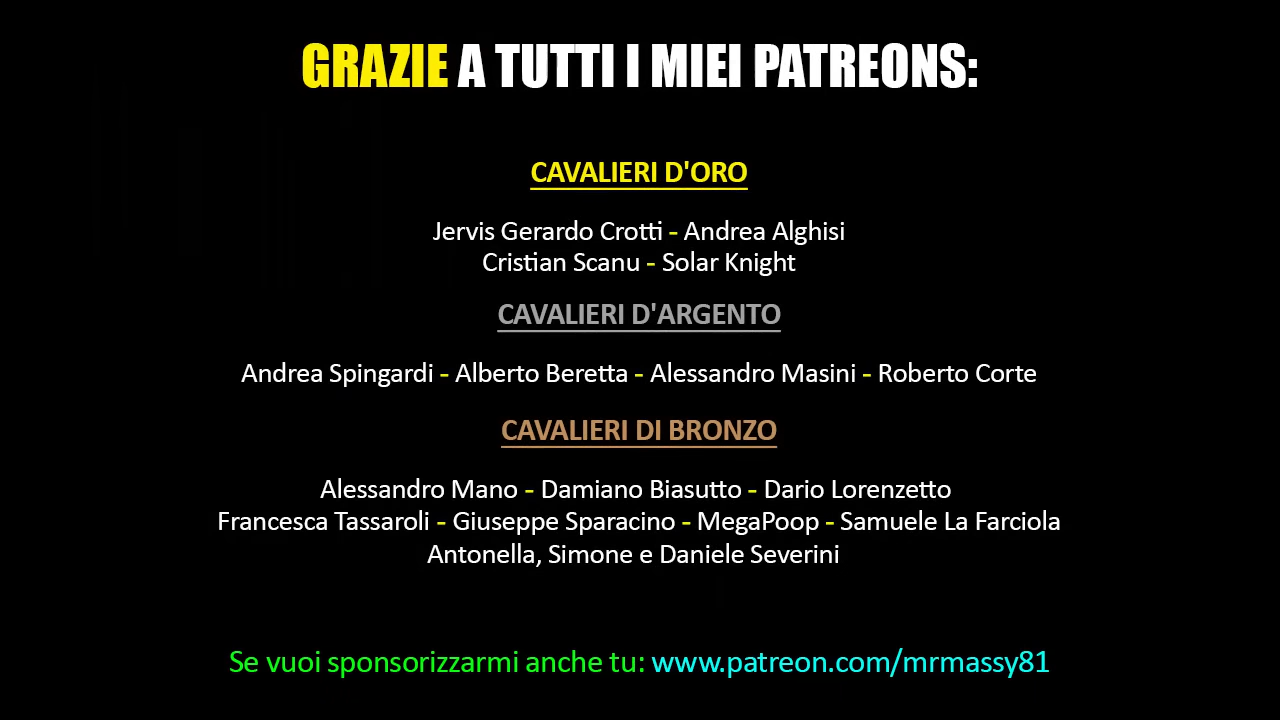 GRAZIE A TUTTI I MIEI PATREONS:
CAVALIERI D'ORO
Jervis Gerardo Crotti - Andrea Alghisi
Cristian Scanu - Solar Knight
CAVALIERI D'ARGENTO
Andrea Spingardi - Alberto Beretta - Alessandro Masini - Roberto Corte
CAVALIERI DI BRONZO
Alessandro Mano - Damiano Biasutto - Dario Lorenzetto
Francesca Tassaroli - Giuseppe Sparacino - MegaPoop - Samuele La Farciola
Antonella, Simone e Daniele Severini
Se vuoi sponsorizzarmi anche tu: www.patreon.com/mrmassy81